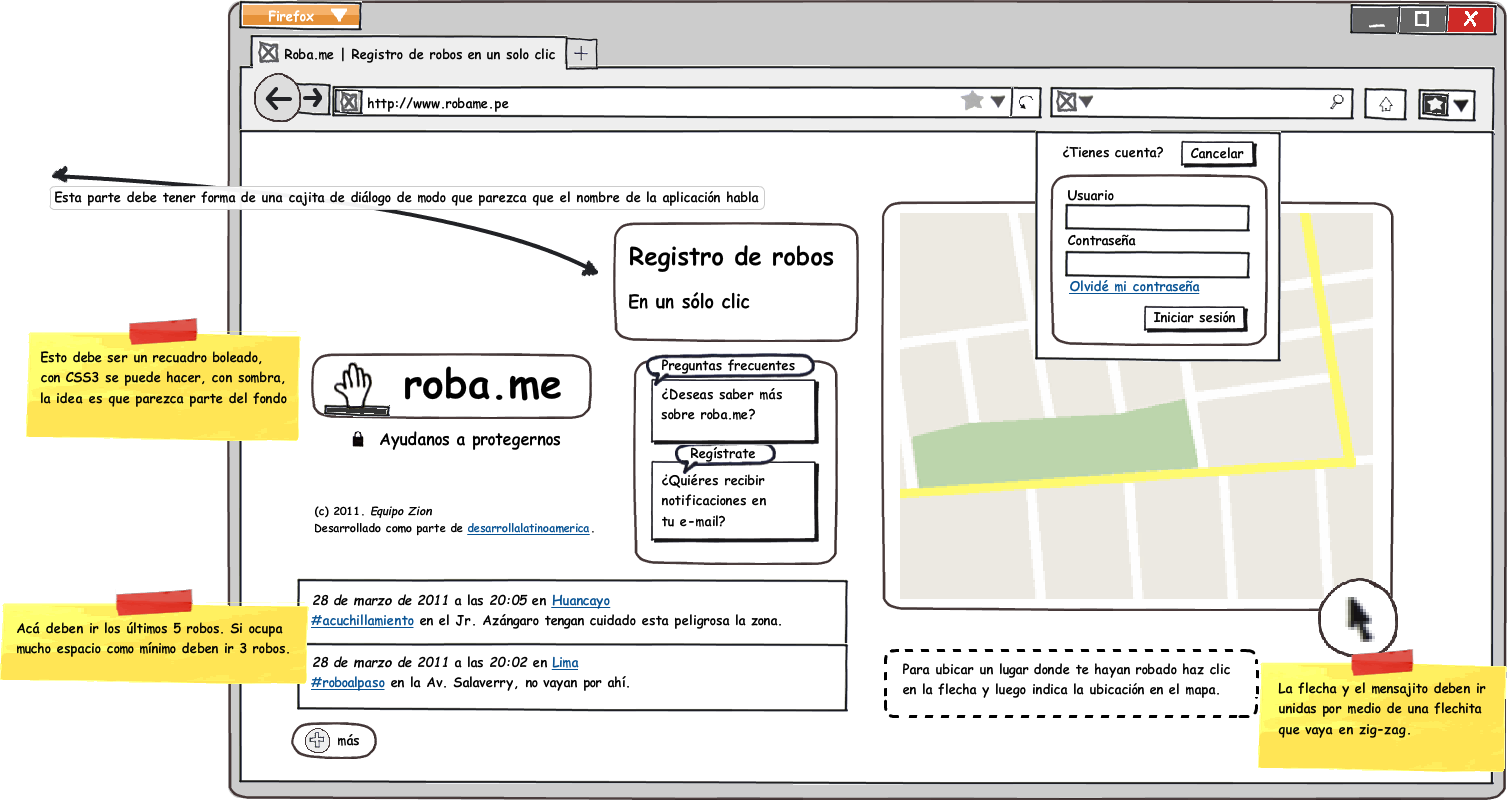 Firefox
Roba.me | Registro de robos en un solo clic
http://www.robame.pe
¿Tienes cuenta?
Cancelar
Usuario
Contraseña
Olvidé mi contraseña
Iniciar sesión
Esta parte debe tener forma de una cajita de diálogo de modo que parezca que el nombre de la aplicación habla
Registro de robos
En un sólo clic
Esto debe ser un recuadro boleado,
con CSS3 se puede hacer, con sombra,
la idea es que parezca parte del fondo
roba.me
Ayudanos a protegernos
Preguntas frecuentes
¿Deseas saber más
sobre roba.me?
Regístrate
¿Quiéres recibir
notificaciones en
tu e-mail?
(c) 2011. Equipo Zion
Desarrollado como parte de desarrollalatinoamerica.
Acá deben ir los últimos 5 robos. Si ocupa
mucho espacio como mínimo deben ir 3 robos.
28 de marzo de 2011 a las 20:05 en Huancayo
#acuchillamiento en el Jr. Azángaro tengan cuidado esta peligrosa la zona.
28 de marzo de 2011 a las 20:02 en Lima
#roboalpaso en la Av. Salaverry, no vayan por ahí.
más
Para ubicar un lugar donde te hayan robado haz clic
en la flecha y luego indica la ubicación en el mapa.
La flecha y el mensajito deben ir
unidas por medio de una flechita
que vaya en zig-zag.